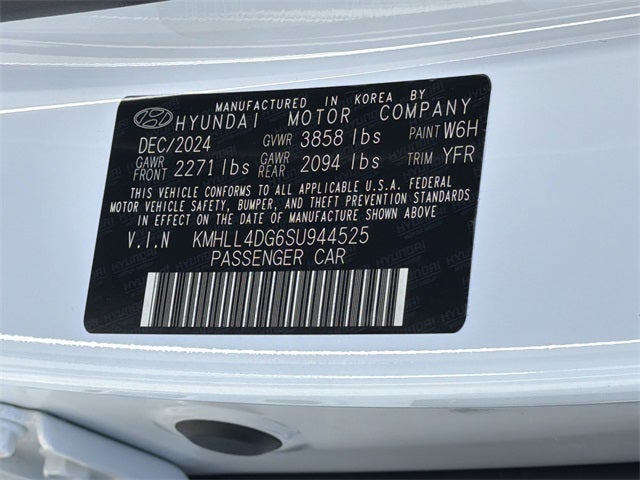 MANUFACTURED IN KOREA BY
HYUNDAI MOTOR COMPANY
DEC/2024 GVWR 3858 lbs PAINT W6H
GAWR FRONT 2271 lbs GAWR REAR 2094 lbs TRIM YFR
THIS VEHICLE CONFORMS TO ALL APPLICABLE U.S.A. FEDERAL
MOTOR VEHICLE SAFETY, BUMPER, AND THEFT PREVENTION STANDARDS
IN EFFECT ON THE DATE OF MANUFACTURE SHOWN ABOVE
V.I.N KMHLL4DG6SU944525
PASSENGER CAR